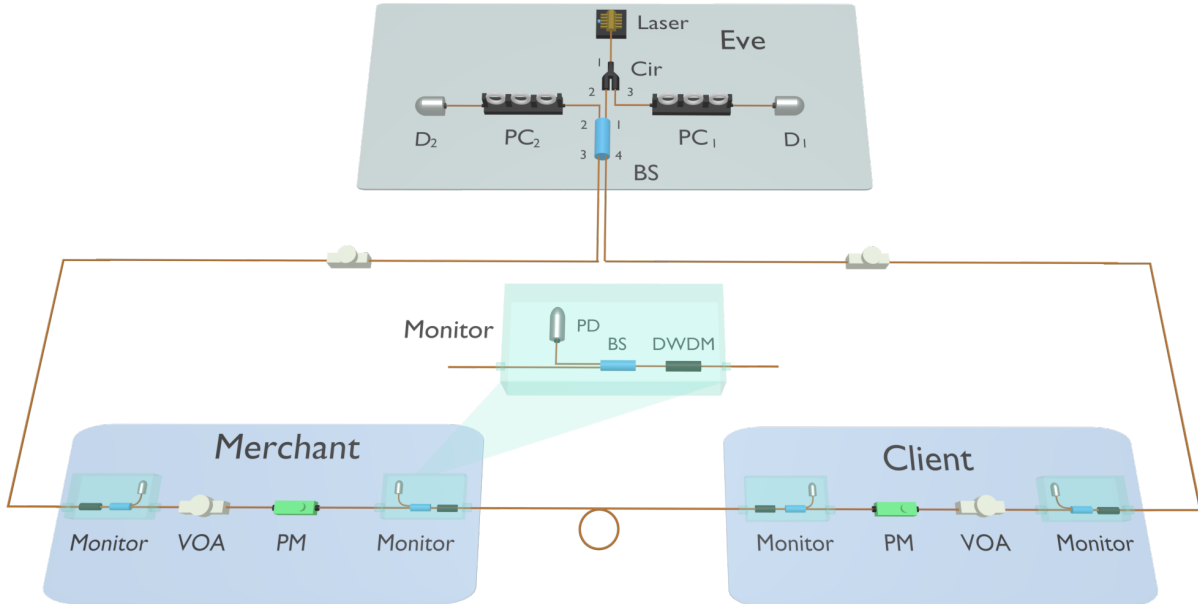 Laser
Eve
1
Cir
2 3
D₂
PC₂
2 1
PC₁
D₁
3 4
BS
Monitor
PD
BS
DWDM
Merchant
Client
Monitor
VOA
PM
Monitor
Monitor
PM
VOA
Monitor